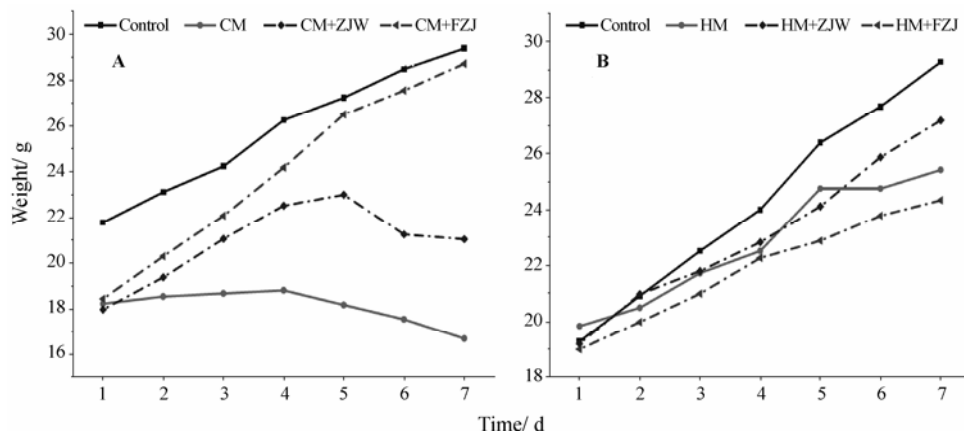 Control CM CM+ZJW CM+FZJ
A
30
28
26
24
22
20
18
16
1 2 3 4 5 6 7
Weight/ g
Control HM HM+ZJW HM+FZJ
B
30
28
26
24
22
20
18
1 2 3 4 5 6 7
Time/ d